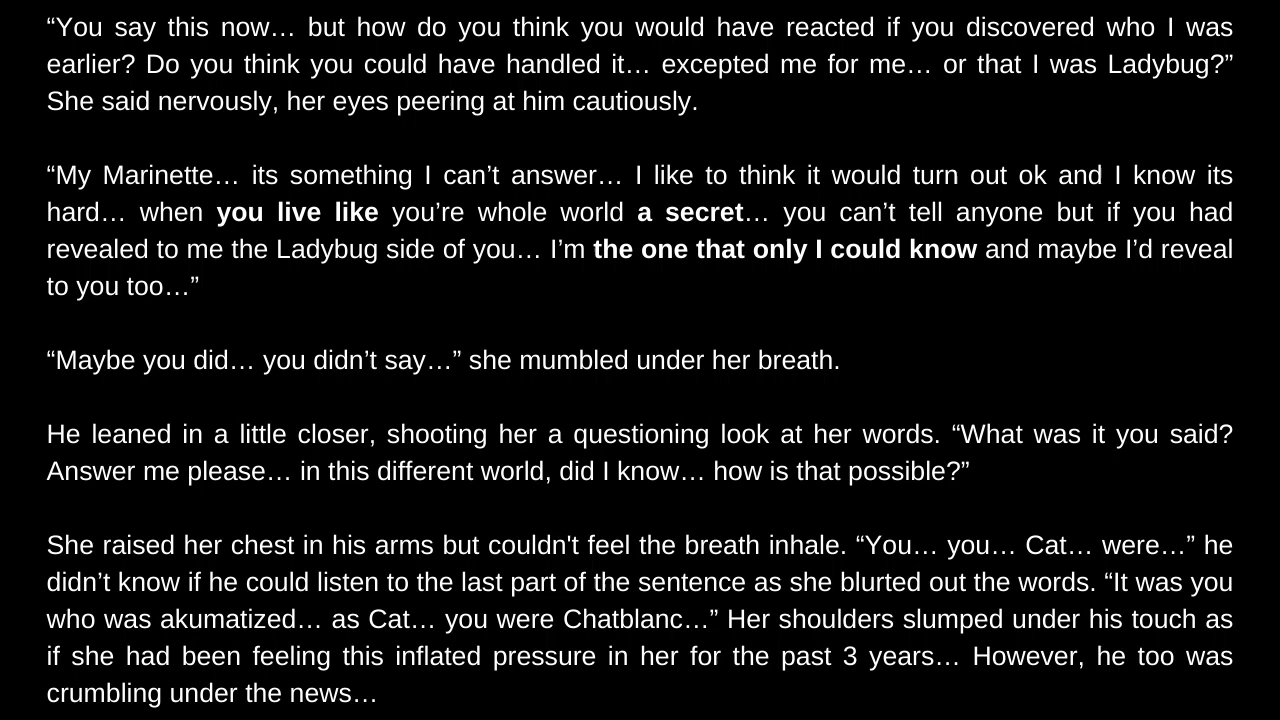 “You say this now… but how do you think you would have reacted if you discovered who I was
earlier? Do you think you could have handled it… excepted me for me… or that I was Ladybug?”
She said nervously, her eyes peering at him cautiously.
“My Marinette… its something I can’t answer… I like to think it would turn out ok and I know its
hard… when you live like you’re whole world a secret… you can’t tell anyone but if you had
revealed to me the Ladybug side of you… I’m the one that only I could know and maybe I’d reveal
to you too…”
“Maybe you did… you didn’t say…” she mumbled under her breath.
He leaned in a little closer, shooting her a questioning look at her words. “What was it you said?
Answer me please… in this different world, did I know… how is that possible?”
She raised her chest in his arms but couldn't feel the breath inhale. “You… you… Cat… were…” he
didn’t know if he could listen to the last part of the sentence as she blurted out the words. “It was you
who was akumatized… as Cat… you were Chatblanc…” Her shoulders slumped under his touch as
if she had been feeling this inflated pressure in her for the past 3 years… However, he too was
crumbling under the news…